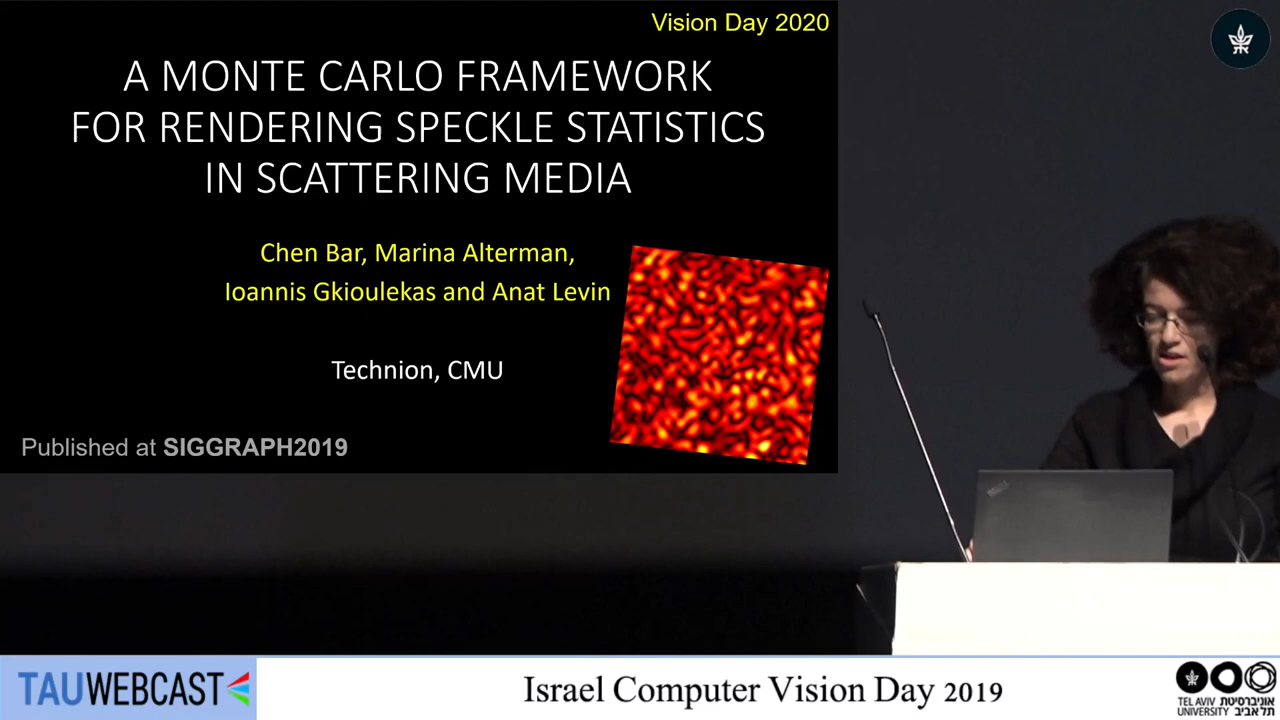 Vision Day 2020
A MONTE CARLO FRAMEWORK
FOR RENDERING SPECKLE STATISTICS
IN SCATTERING MEDIA
Chen Bar, Marina Alterman,
Ioannis Gkioulekas and Anat Levin
Technion, CMU
Published at SIGGRAPH2019
TAUWEBCAST
Israel Computer Vision Day 2019
TEL AVIV אוניברסיטת
UNIVERSITY תל אביב